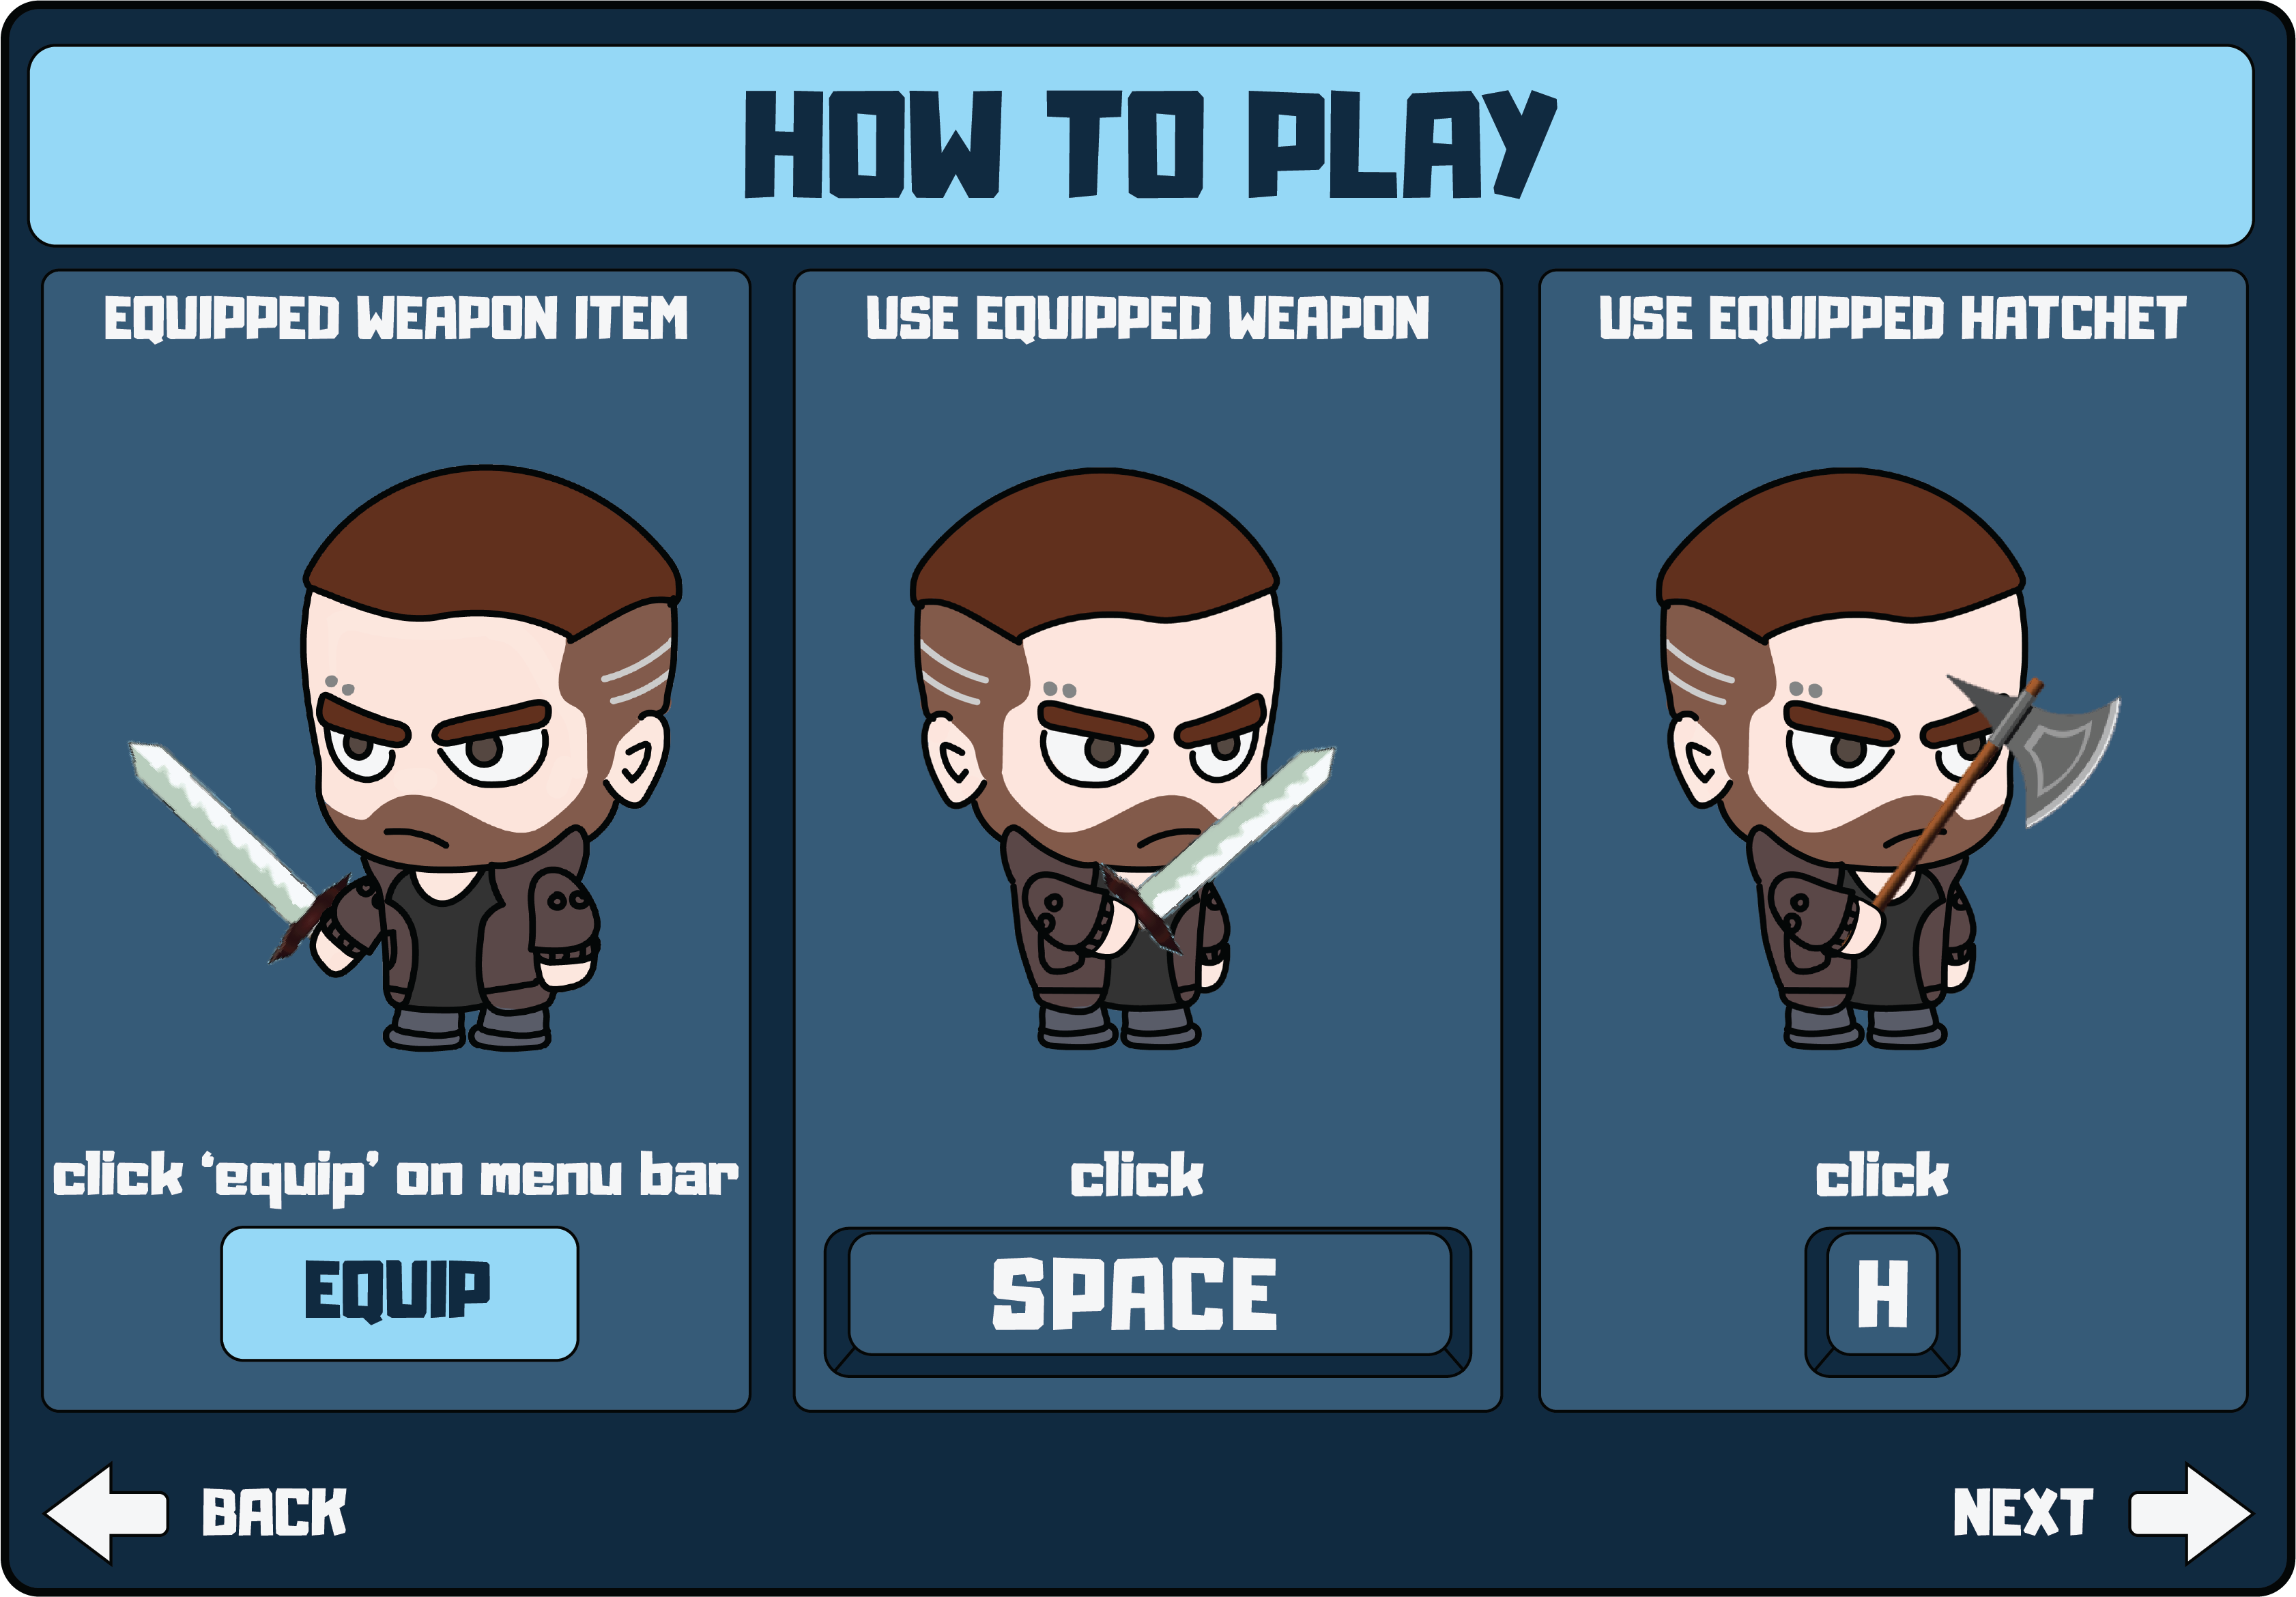 HOW TO PLAY
EQUIPPED WEAPON ITEM
click ‘equip’ on menu bar
EQUIP
USE EQUIPPED WEAPON
click
SPACE
USE EQUIPPED HATCHET
click
H
BACK
NEXT